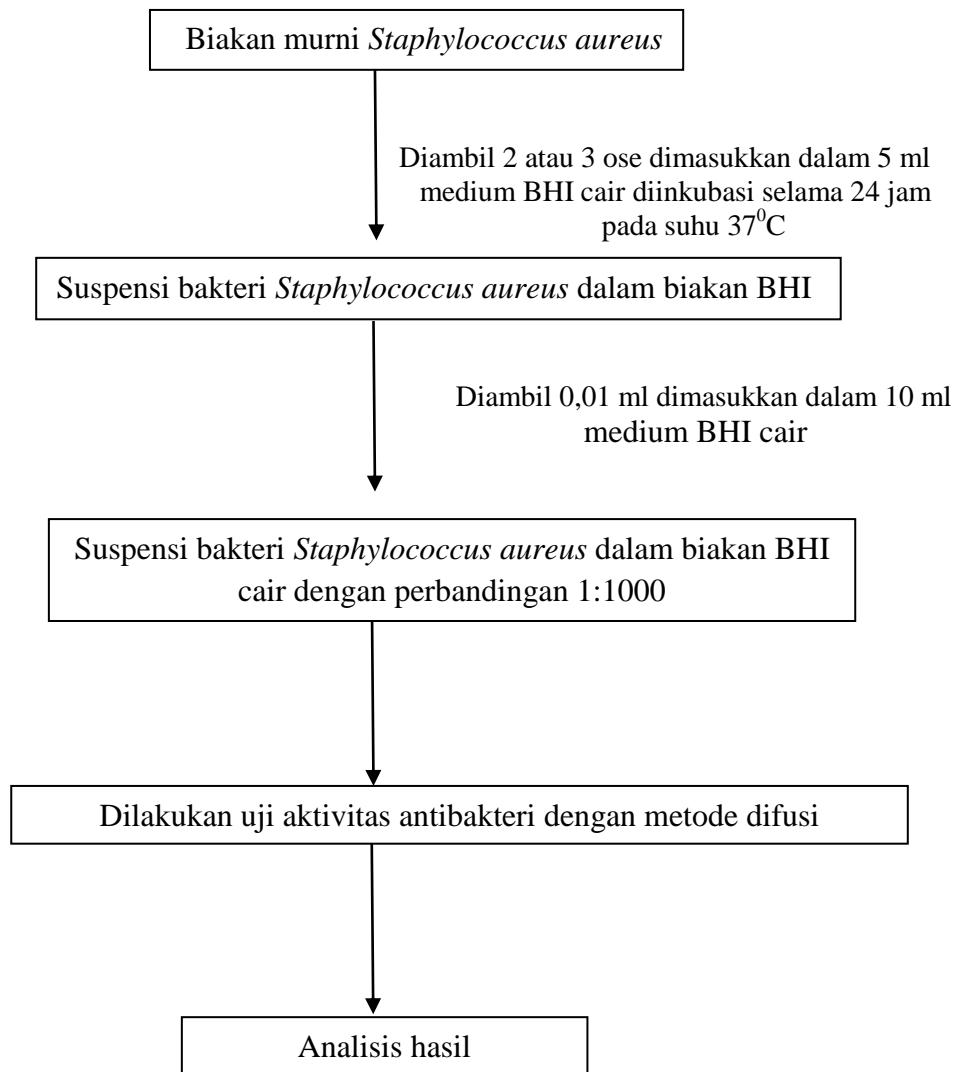 Biakan murni Staphylococcus aureus
Diambil 2 atau 3 ose dimasukkan dalam 5 ml
medium BHI cair diinkubasi selama 24 jam
pada suhu 37⁰C
Suspensi bakteri Staphylococcus aureus dalam biakan BHI
Diambil 0,01 ml dimasukkan dalam 10 ml
medium BHI cair
Suspensi bakteri Staphylococcus aureus dalam biakan BHI
cair dengan perbandingan 1:1000
Dilakukan uji aktivitas antibakteri dengan metode difusi
Analisis hasil